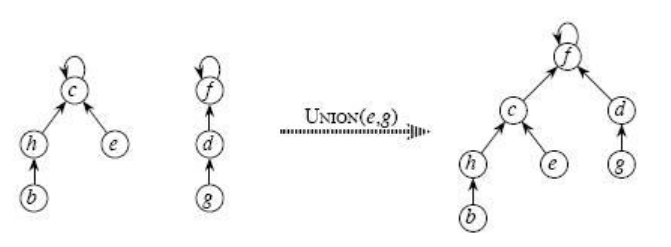 f
c f
c d
UNION(e,g)
h e d
h e g
b g
b